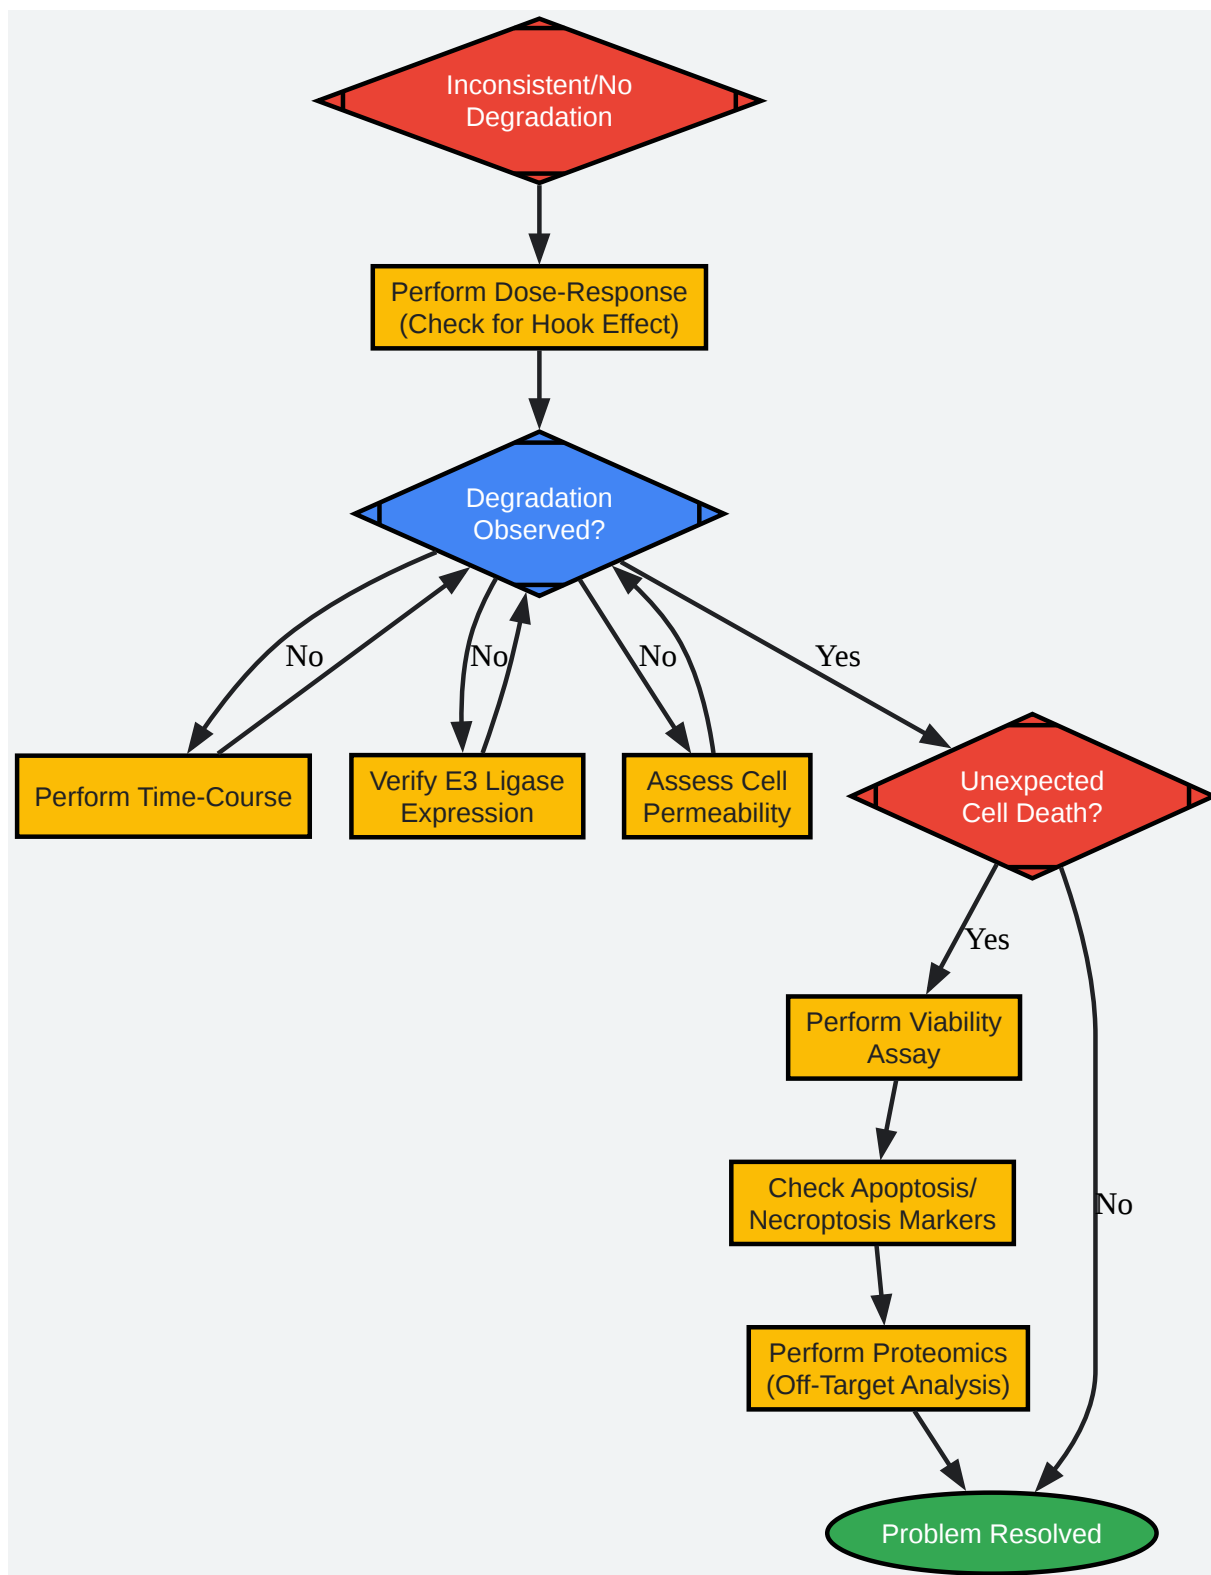 Inconsistent/No
Degradation
Perform Dose-Response
(Check for Hook Effect)
Degradation
Observed?
No
No
No
Yes
Perform Time-Course
Verify E3 Ligase
Expression
Assess Cell
Permeability
Unexpected
Cell Death?
Yes
Perform Viability
Assay
Check Apoptosis/
Necroptosis Markers
No
Perform Proteomics
(Off-Target Analysis)
Problem Resolved